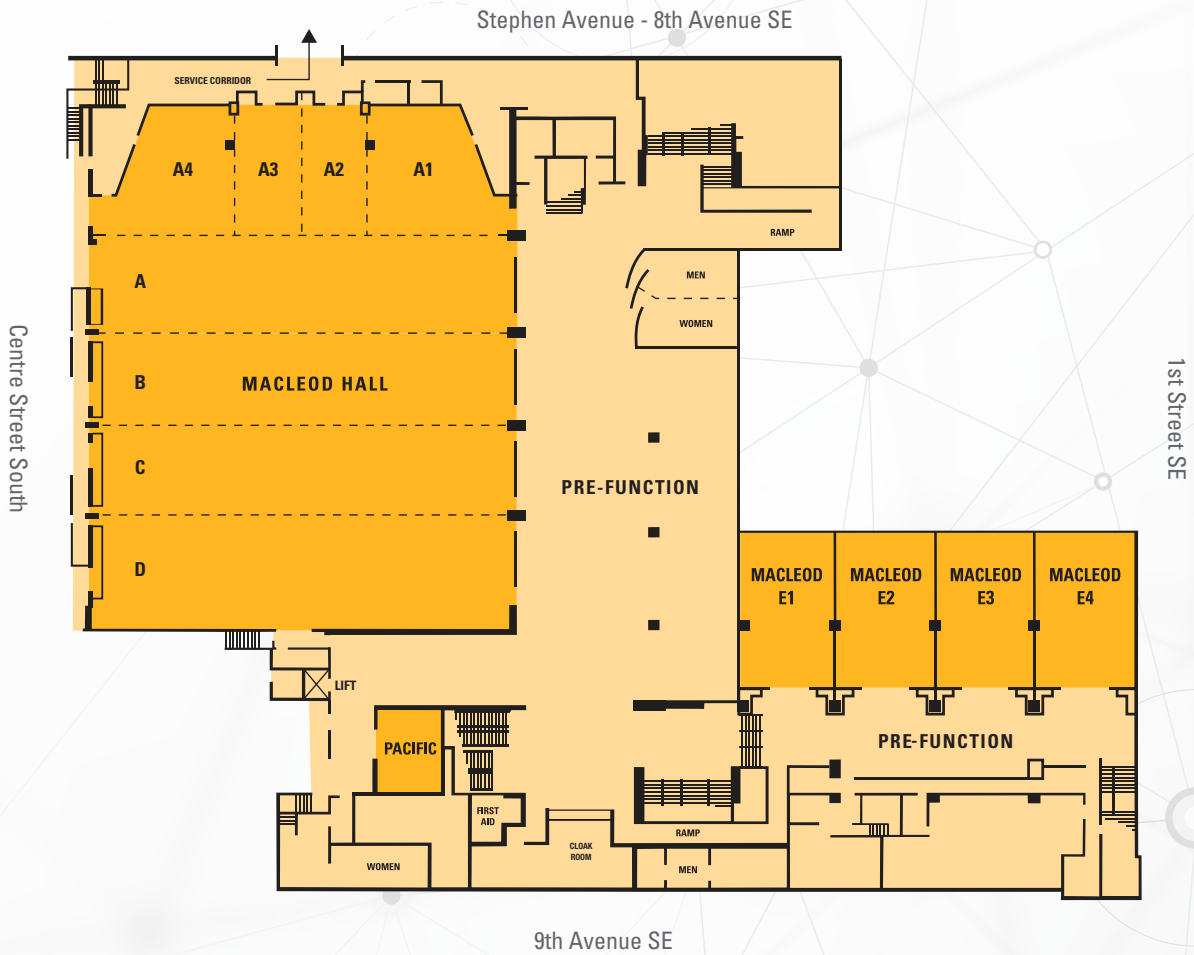 Stephen Avenue - 8th Avenue SE
SERVICE CORRIDOR
A4
A3
A2
A1
RAMP
A
MEN
WOMEN
B
MACLEOD HALL
Centre Street South
1st Street SE
C
PRE-FUNCTION
D
MACLEOD
E1
MACLEOD
E2
MACLEOD
E3
MACLEOD
E4
LIFT
PACIFIC
PRE-FUNCTION
FIRST
AID
RAMP
CLOAK
ROOM
WOMEN
MEN
9th Avenue SE